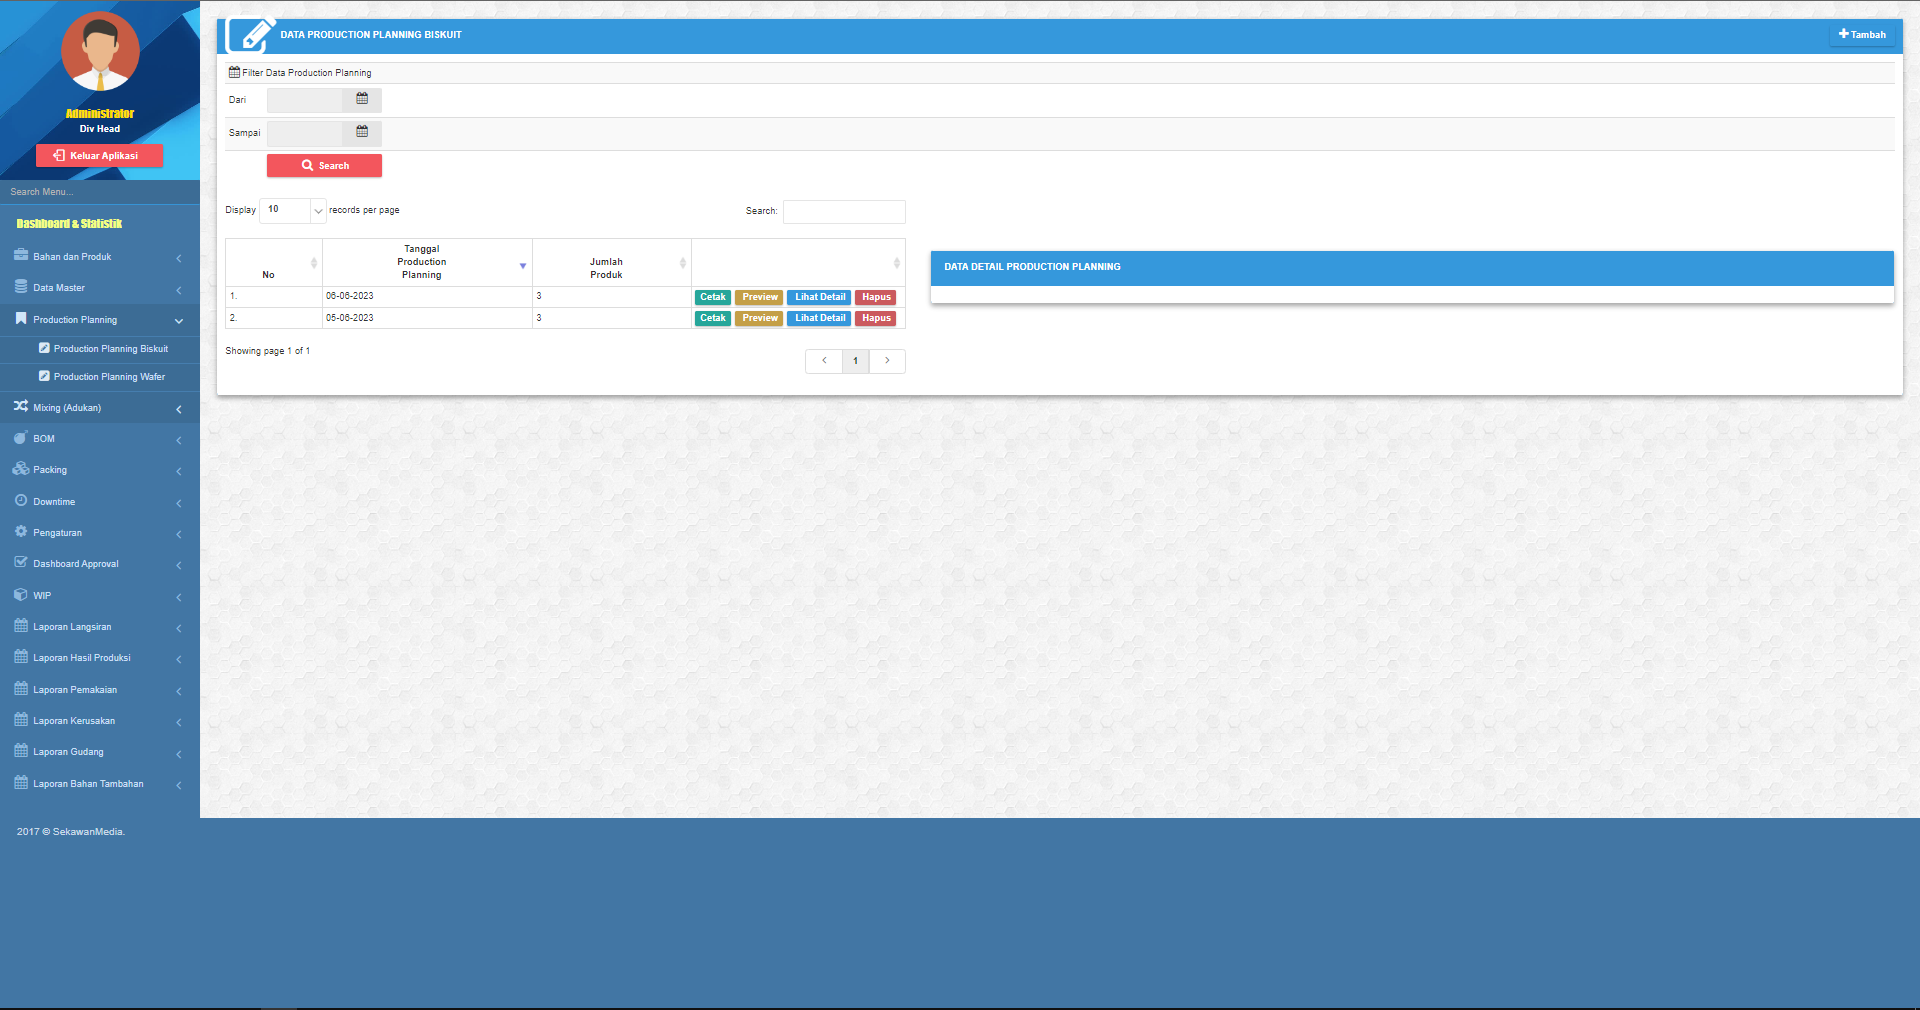 Administrator
Div Head
Keluar Aplikasi
Search Menu...
Dashboard & Statistik
Bahan dan Produk
Data Master
Production Planning
Production Planning Biskuit
Production Planning Wafer
Mixing (Adukan)
BOM
Packing
Downtime
Pengaturan
Dashboard Approval
WIP
Laporan Langsiran
Laporan Hasil Produksi
Laporan Pemakaian
Laporan Kerusakan
Laporan Gudang
Laporan Bahan Tambahan
2017 © SekawanMedia.
DATA PRODUCTION PLANNING BISKUIT
Tambah
Filter Data Production Planning
Dari
Sampai
Search
Display 10 records per page
Search:
No
Tanggal
Production
Planning
Jumlah
Produk
1. 06-06-2023 3 Cetak Preview Lihat Detail Hapus
2. 05-06-2023 3 Cetak Preview Lihat Detail Hapus
Showing page 1 of 1
1
DATA DETAIL PRODUCTION PLANNING